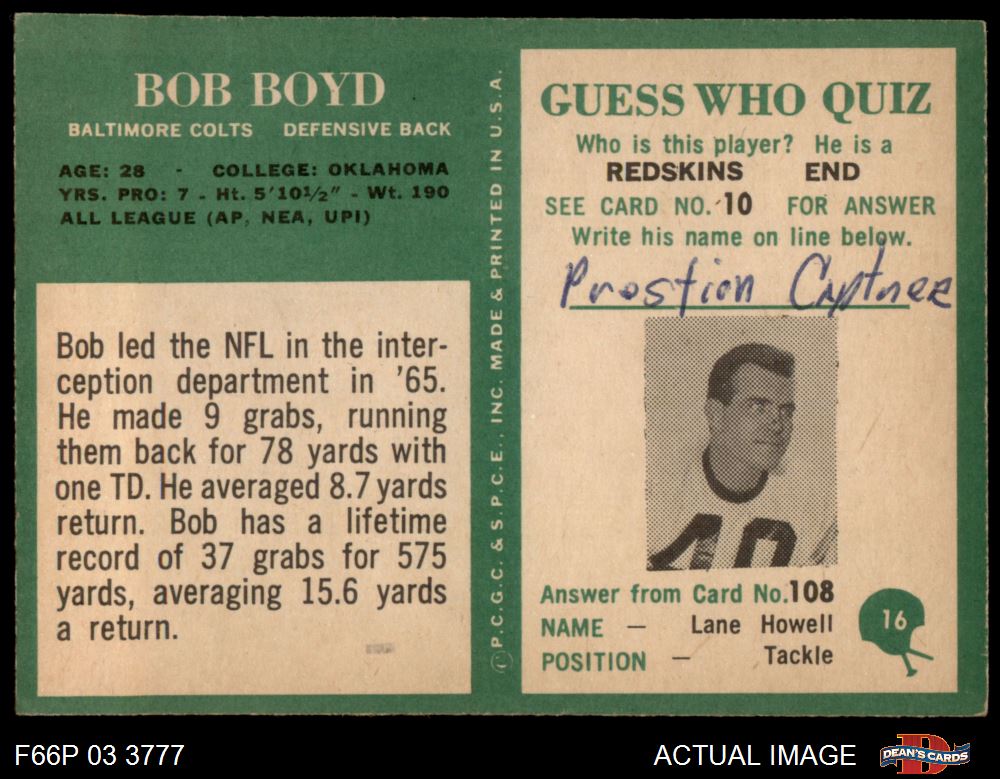 BOB BOYD
BALTIMORE COLTS DEFENSIVE BACK
AGE: 28 - COLLEGE: OKLAHOMA
YRS. PRO: 7 - Ht. 5'10½" - Wt. 190
ALL LEAGUE (AP, NEA, UPI)
Bob led the NFL in the inter-
ception department in '65.
He made 9 grabs, running
them back for 78 yards with
one TD. He averaged 8.7 yards
return. Bob has a lifetime
record of 37 grabs for 575
yards, averaging 15.6 yards
a return.
©P.C.G.C. & S.P.C.E., INC. MADE & PRINTED IN U.S.A.
GUESS WHO QUIZ
Who is this player? He is a
REDSKINS END
SEE CARD NO. 10 FOR ANSWER
Write his name on line below.
Prostion
Answer from Card No. 108
NAME — Lane Howell
POSITION — Tackle
16
F66P 03 3777
ACTUAL IMAGE
DEAN'S CARDS